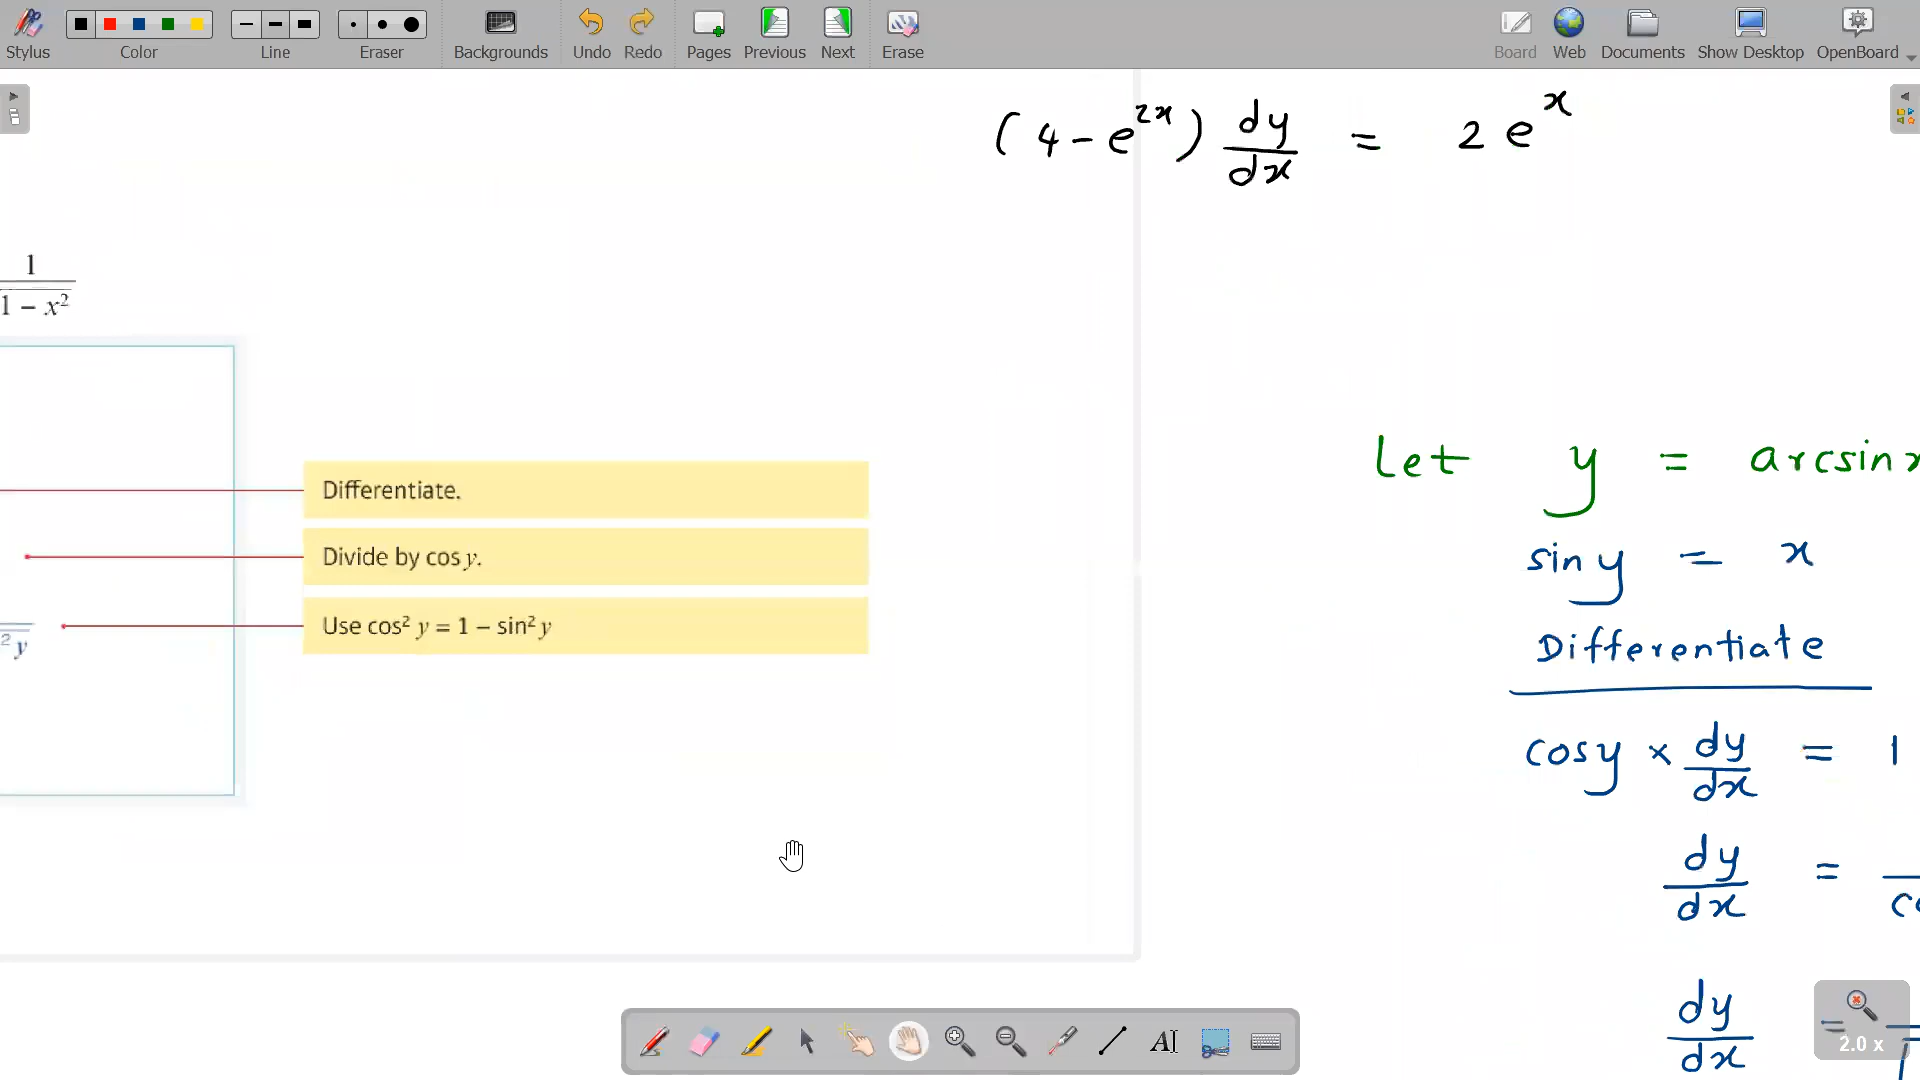 Stylus Color Line Eraser Backgrounds Undo Redo Pages Previous Next Erase Board Web Documents Show Desktop OpenBoard
(4 - e^{2x}) dy/dx = 2e^x
1
1 − x²
Differentiate.
Divide by cos y.
Use cos² y = 1 − sin² y
² y
Let y = arcsin x
sin y = x
Differentiate
cos y × dy/dx = 1
dy/dx =
dy/dx =
2.0 x